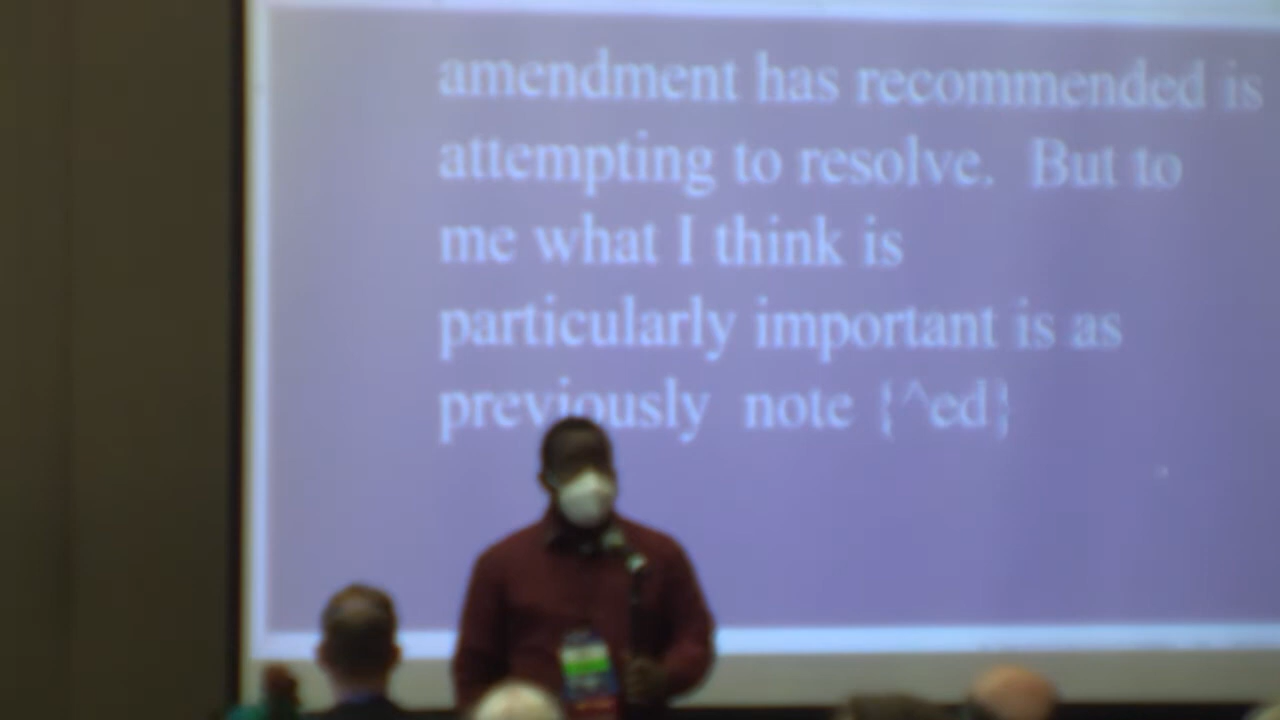 amendment has recommended is
attempting to resolve.  But to
me what I think is
particularly important is as
previously  note {^ed}